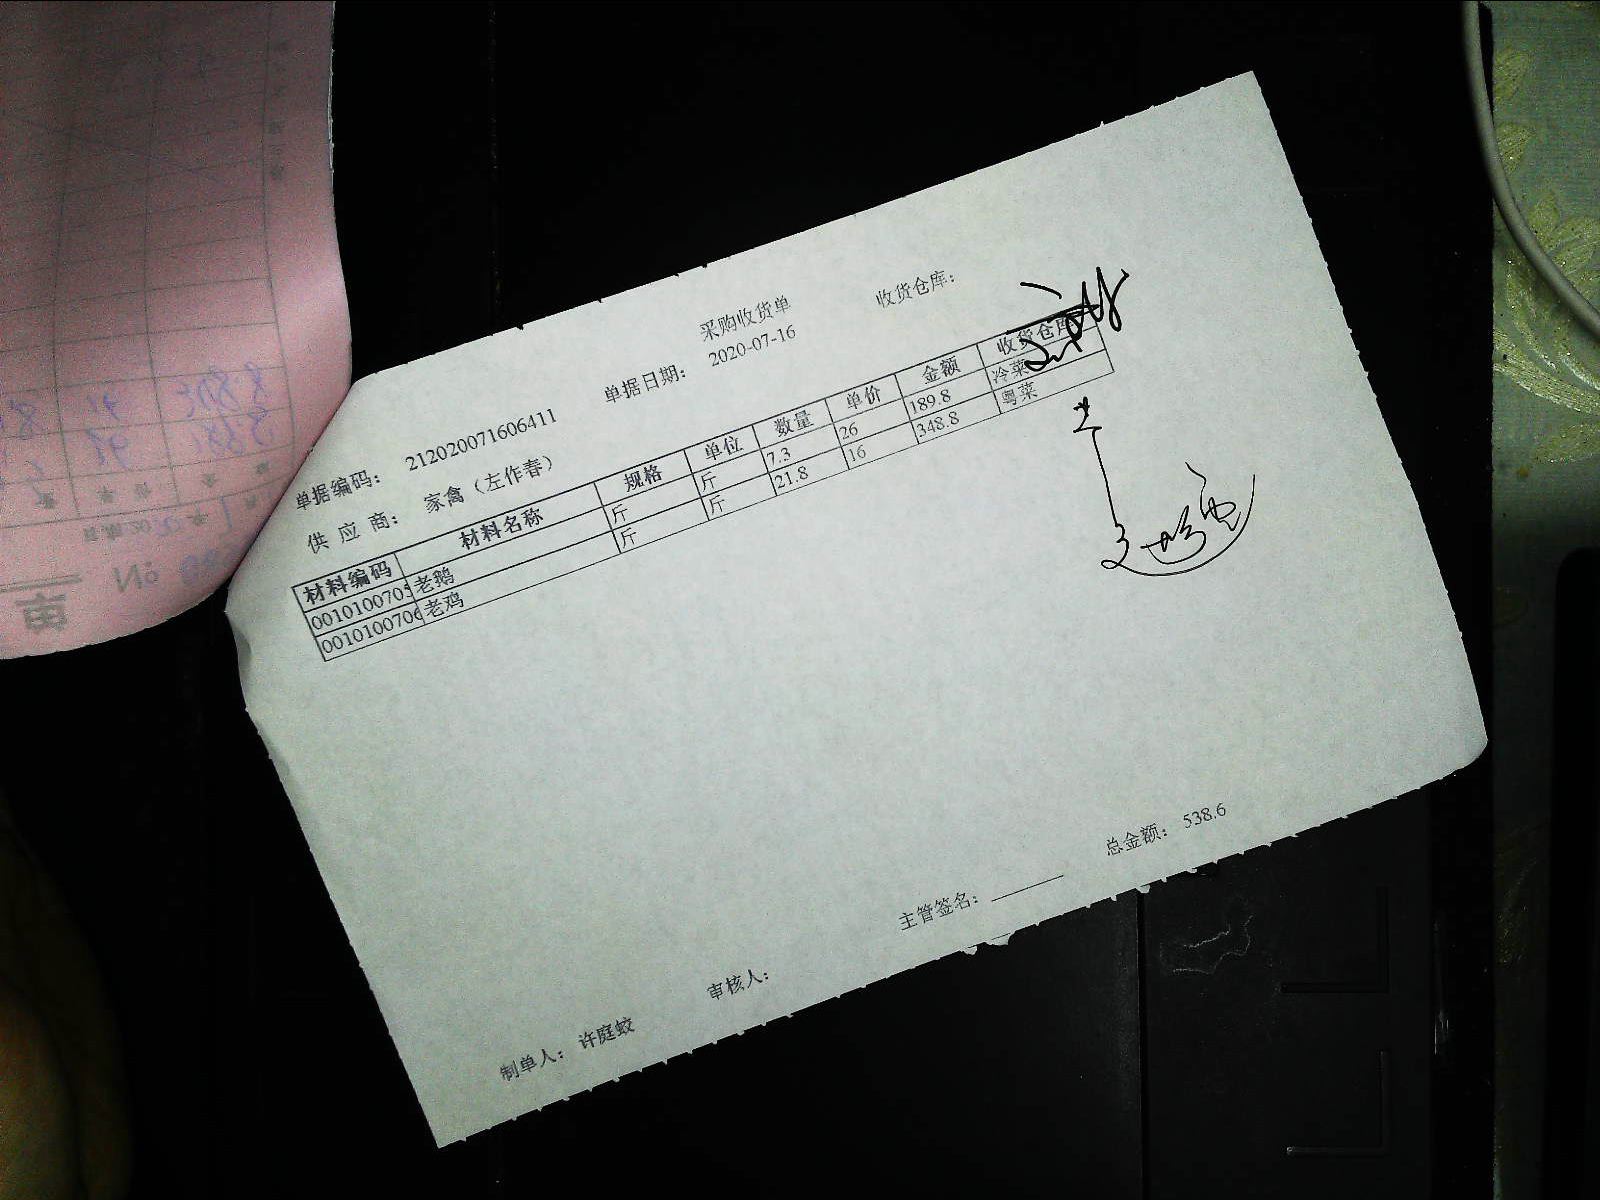 采购收货单
单据编码： 212020071606411 单据日期： 2020-07-16 收货仓库：
供 应 商： 家禽（左作春）
材料编码 材料名称 规格 单位 数量 单价 金额 收货仓库
001010070 老鹅 斤 斤 7.3 26 189.8 冷菜
001010070 老鸡 斤 斤 21.8 16 348.8 粤菜
制单人： 许庭蛟 审核人： 主管签名： 总金额： 538.6